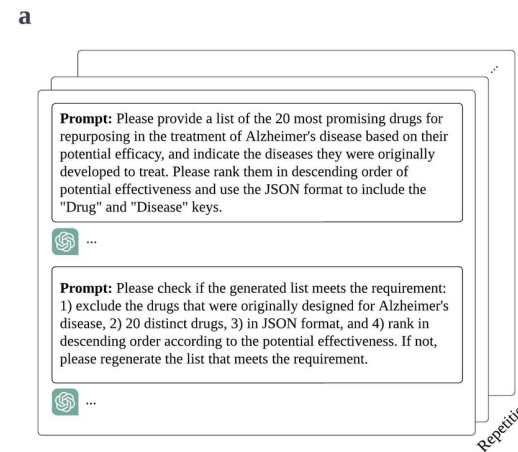 a
...
Prompt: Please provide a list of the 20 most promising drugs for
repurposing in the treatment of Alzheimer's disease based on their
potential efficacy, and indicate the diseases they were originally
developed to treat. Please rank them in descending order of
potential effectiveness and use the JSON format to include the
"Drug" and "Disease" keys.
...
Prompt: Please check if the generated list meets the requirement:
1) exclude the drugs that were originally designed for Alzheimer's
disease, 2) 20 distinct drugs, 3) in JSON format, and 4) rank in
descending order according to the potential effectiveness. If not,
please regenerate the list that meets the requirement.
...